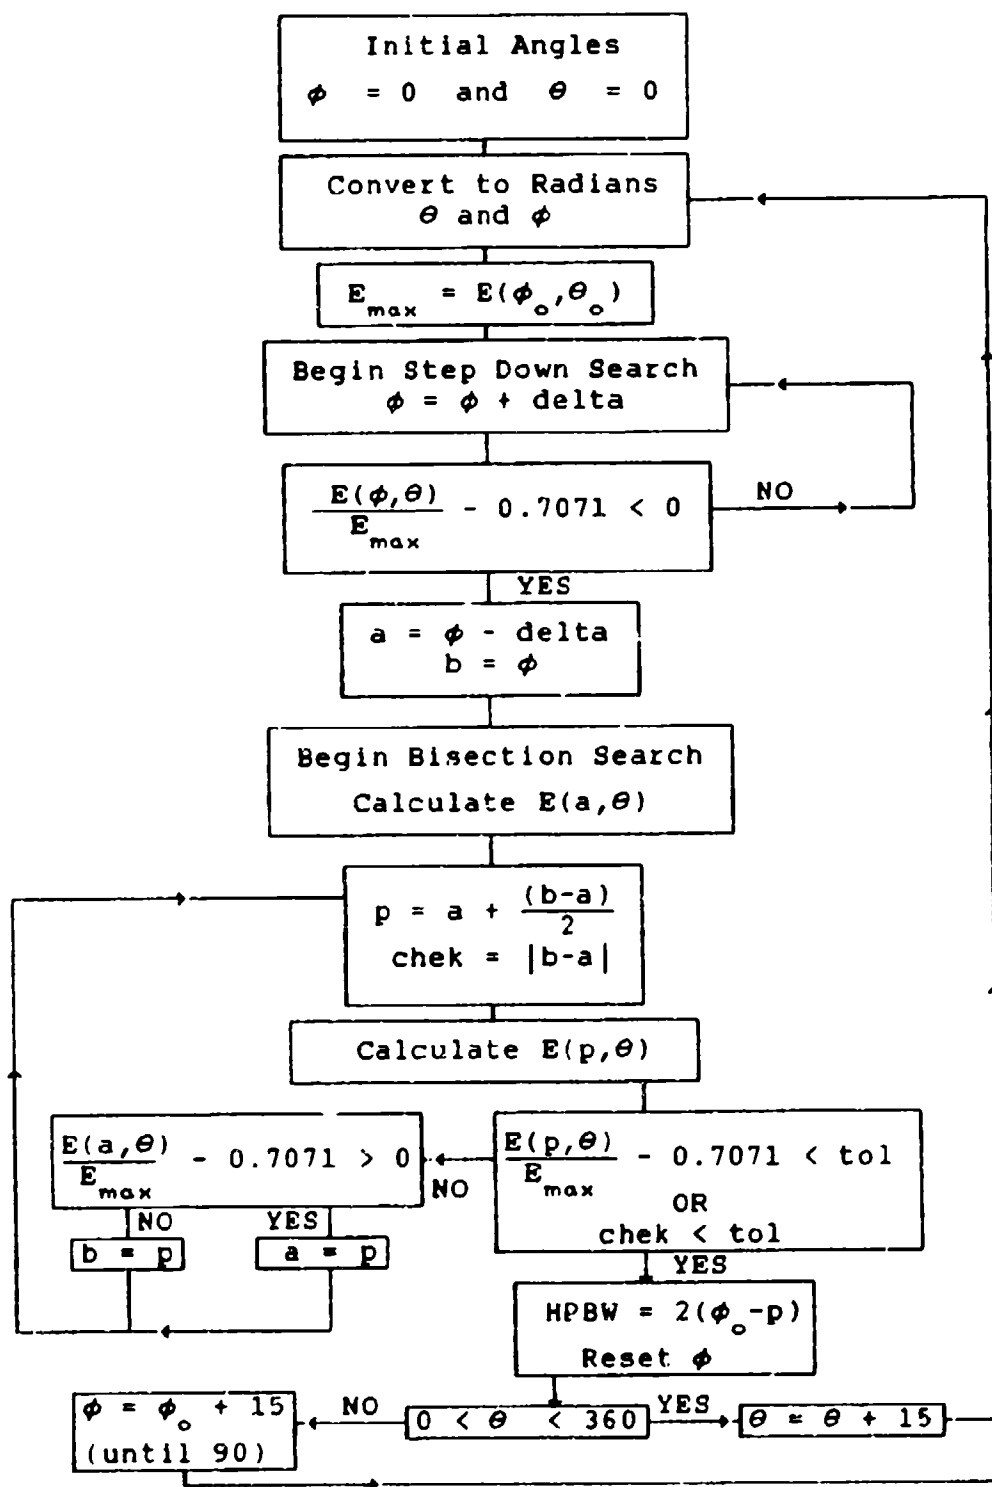 Initial Angles
ϕ = 0 and θ = 0
Convert to Radians
θ and ϕ
E_max = E(ϕ_o,θ_o)
Begin Step Down Search
ϕ = ϕ + delta
E(ϕ,θ)/E_max - 0.7071 < 0
NO
YES
a = ϕ - delta
b = ϕ
Begin Bisection Search
Calculate E(a,θ)
p = a + (b-a)/2
chek = |b-a|
Calculate E(p,θ)
E(p,θ)/E_max - 0.7071 < tol
OR
chek < tol
NO
E(a,θ)/E_max - 0.7071 > 0
NO
YES
b = p
a = p
YES
HPBW = 2(ϕ_o-p)
Reset ϕ
0 < θ < 360
NO
YES
ϕ = ϕ_o + 15
(until 90)
θ = θ + 15